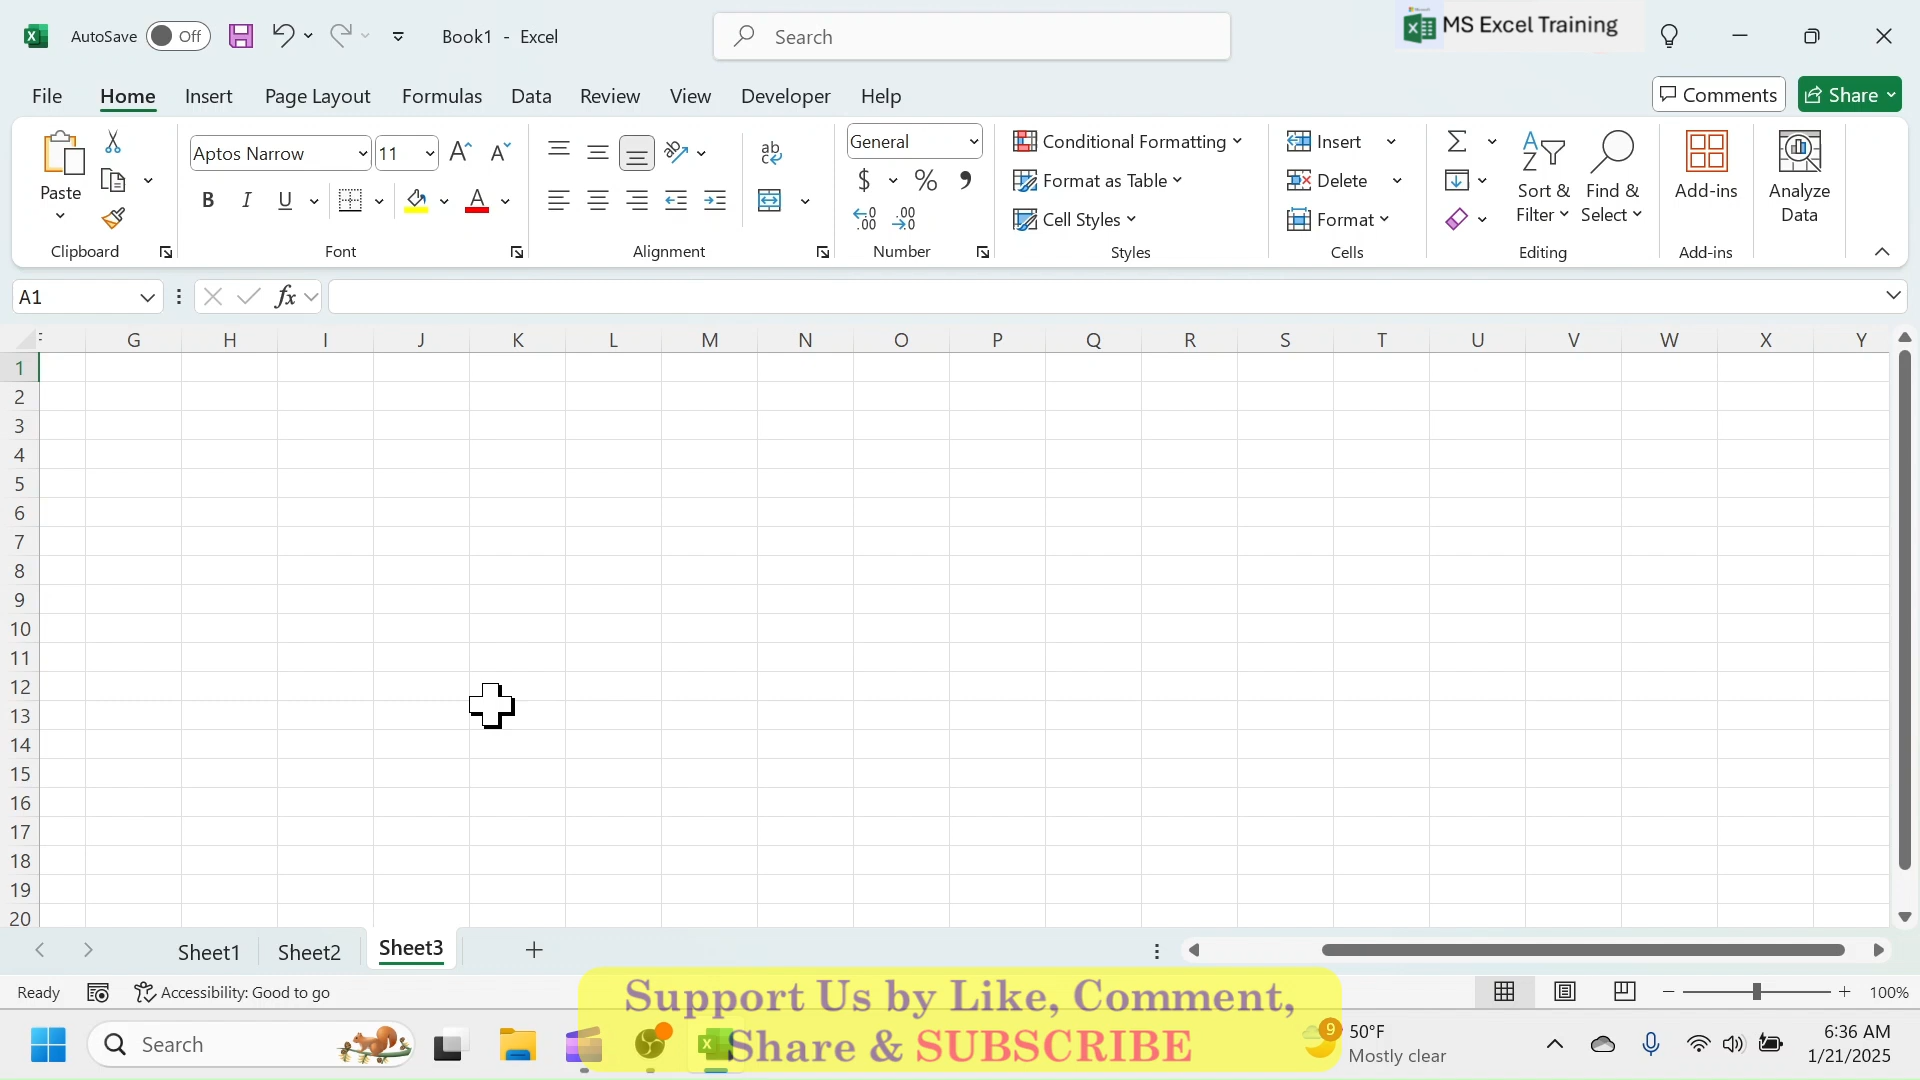 AutoSave Off Book1 - Excel Search MS Excel Training
File Home Insert Page Layout Formulas Data Review View Developer Help Comments Share
Paste
Clipboard
Aptos Narrow 11
B I U A
Font
ab
Alignment
General
$ % ,
Number
Conditional Formatting
Format as Table
Cell Styles
Styles
Insert
Delete
Format
Cells
Sort &
Filter
Find &
Select
Editing
Add-ins
Add-ins
Analyze
Data
A1 fx
F G H I J K L M N O P Q R S T U V W X Y
1
2
3
4
5
6
7
8
9
10
11
12
13
14
15
16
17
18
19
20
Sheet1 Sheet2 Sheet3 +
Ready Accessibility: Good to go 100%
Support Us by Like, Comment,
Share & SUBSCRIBE
Search
9 50°F
Mostly clear
6:36 AM
1/21/2025